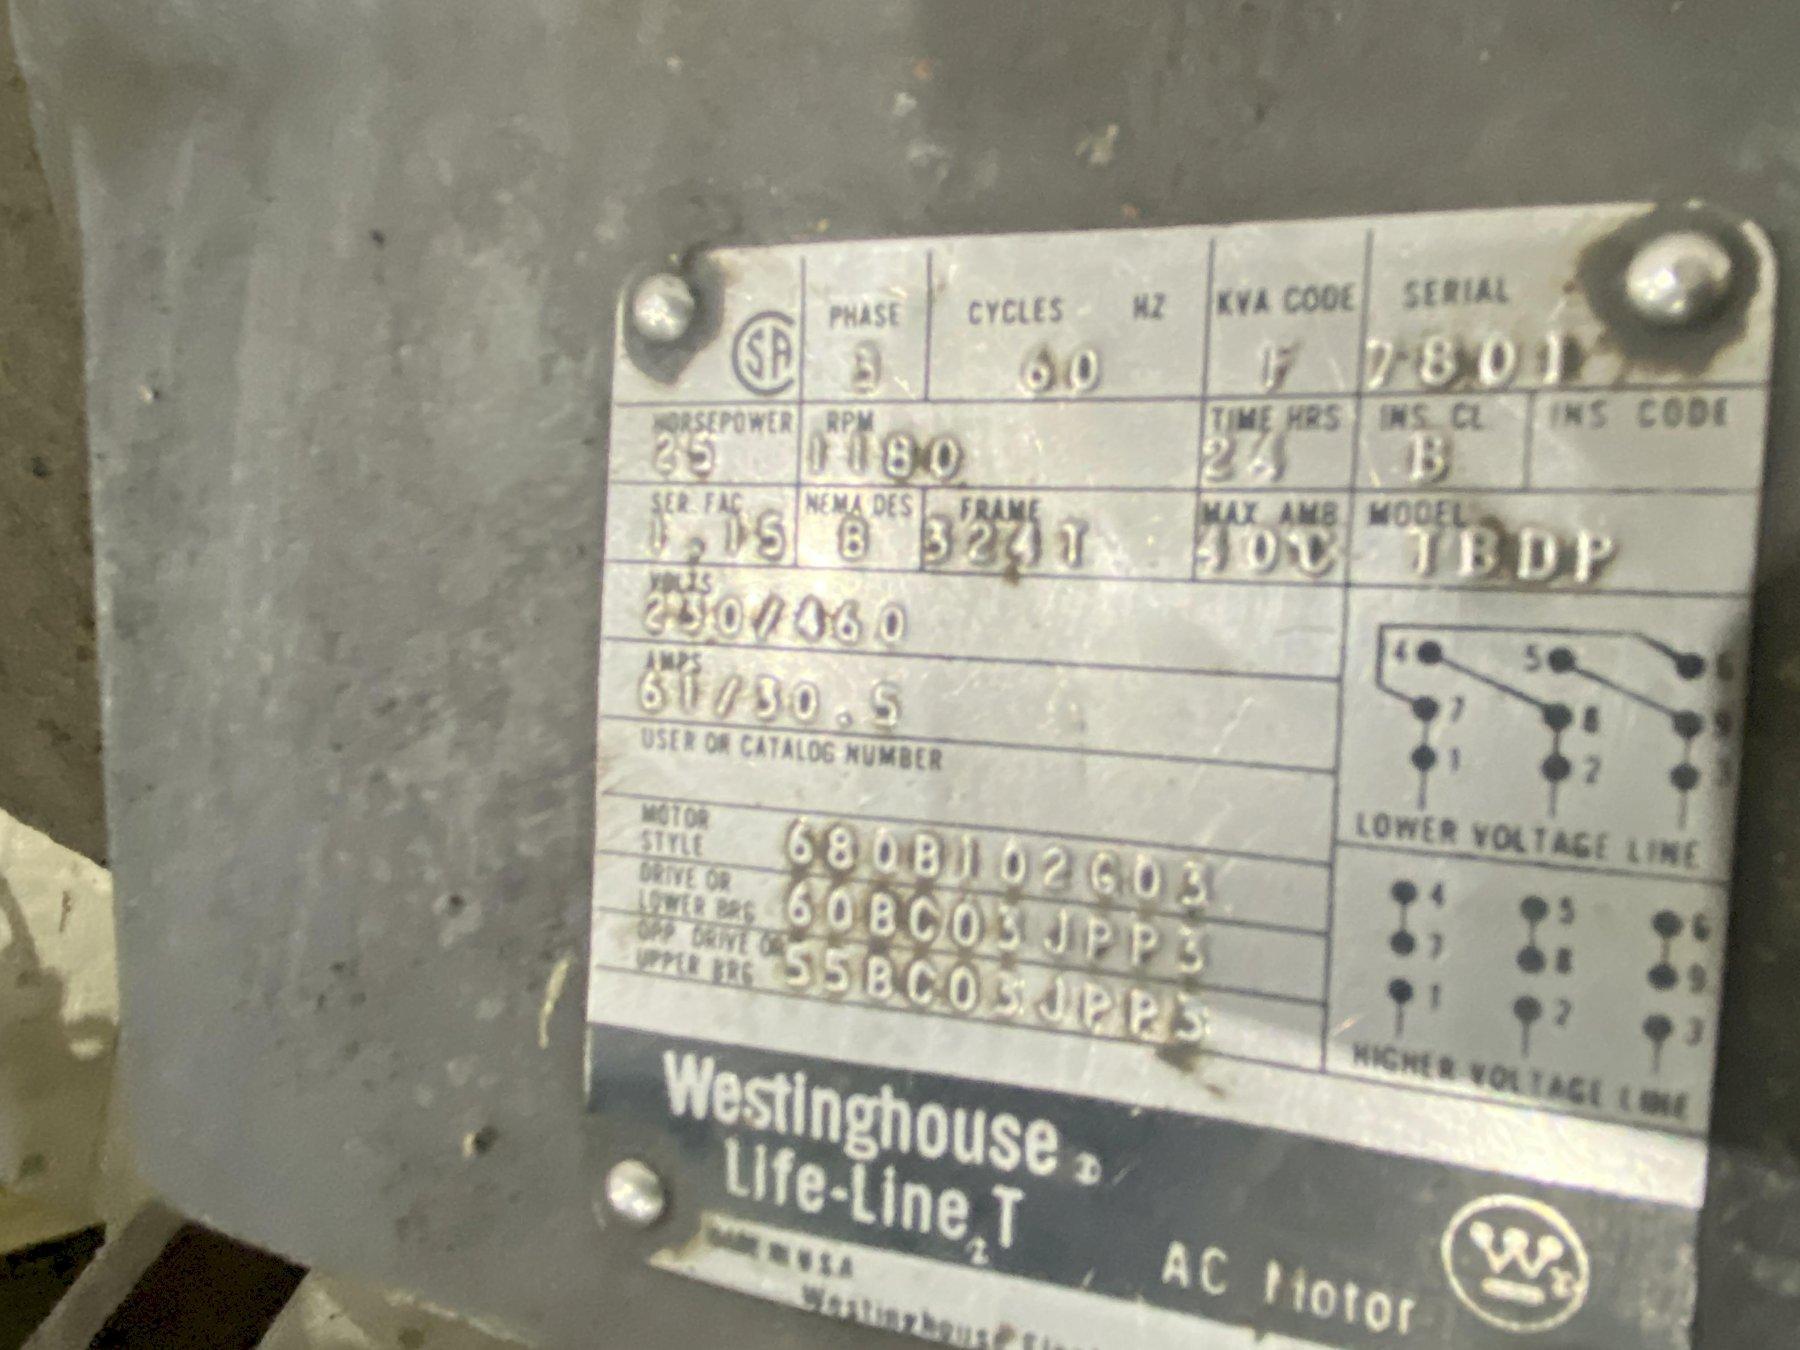 SA PHASE CYCLES HZ KVA CODE SERIAL
3 60 F 7801
HORSEPOWER RPM TIME HRS INS. CL INS CODE
25 1180 24 B
SER. FAC. NEMA DES FRAME MAX AMB MODEL
1.15 B 324T 40C TBDP
VOLTS
230/460
AMPS
61/30.5
USER OR CATALOG NUMBER
MOTOR
STYLE 680B102G03
DRIVE OR
LOWER BRG 60BC03JPP3
OPP. DRIVE OR
UPPER BRG 55BC03JPP3
4 5 6
7 8 9
1 2 3
LOWER VOLTAGE LINE
4 5 6
7 8 9
1 2 3
HIGHER VOLTAGE LINE
Westinghouse
Life-Line T
AC Motor
W
MADE IN U.S.A
Westinghouse